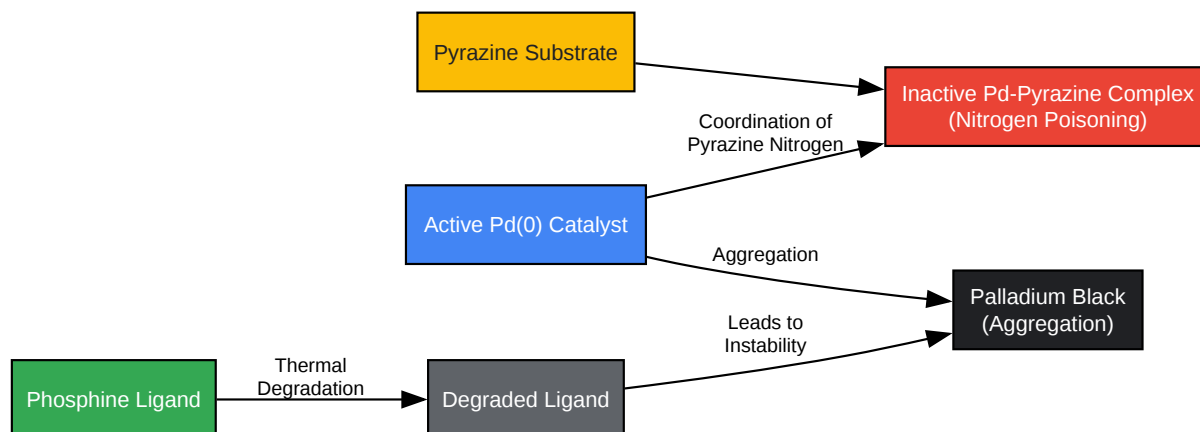 Pyrazine Substrate
Inactive Pd-Pyrazine Complex
(Nitrogen Poisoning)
Coordination of
Pyrazine Nitrogen
Active Pd(0) Catalyst
Aggregation
Palladium Black
(Aggregation)
Leads to
Instability
Thermal
Degradation
Phosphine Ligand
Degraded Ligand